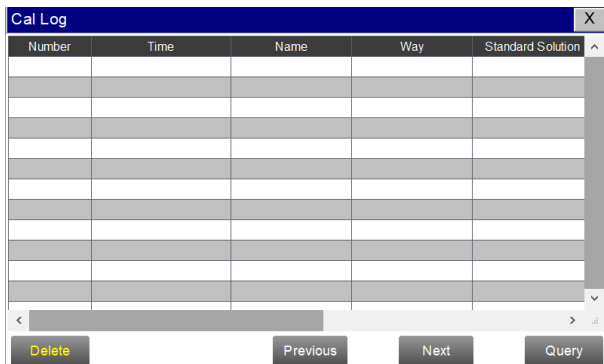 Cal Log X
Number Time Name Way Standard Solution
Delete Previous Next Query